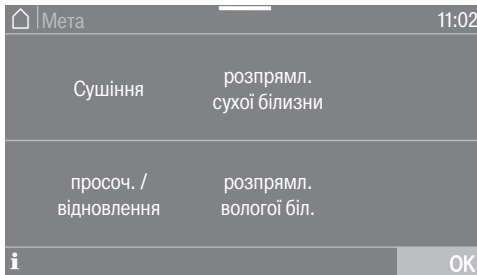 Мета
11:02
Сушіння
розпрямл.
сухої білизни
просоч. /
відновлення
розпрямл.
вологої біл.
i
OK